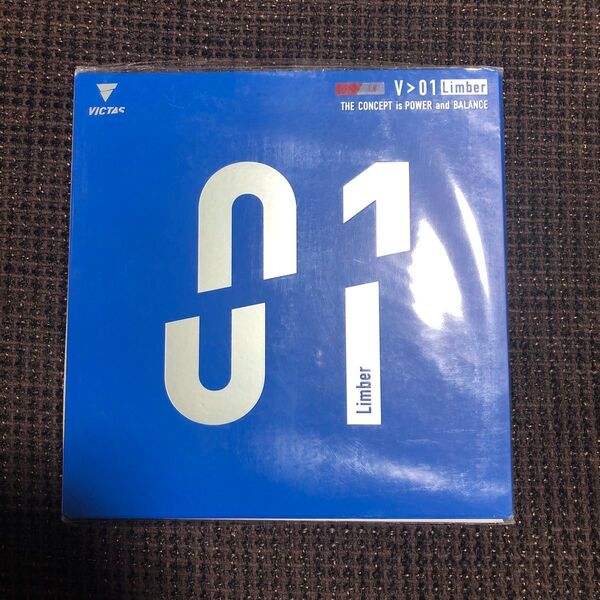 VICTAS
V>01 Limber
THE CONCEPT is POWER and BALANCE
01
Limber